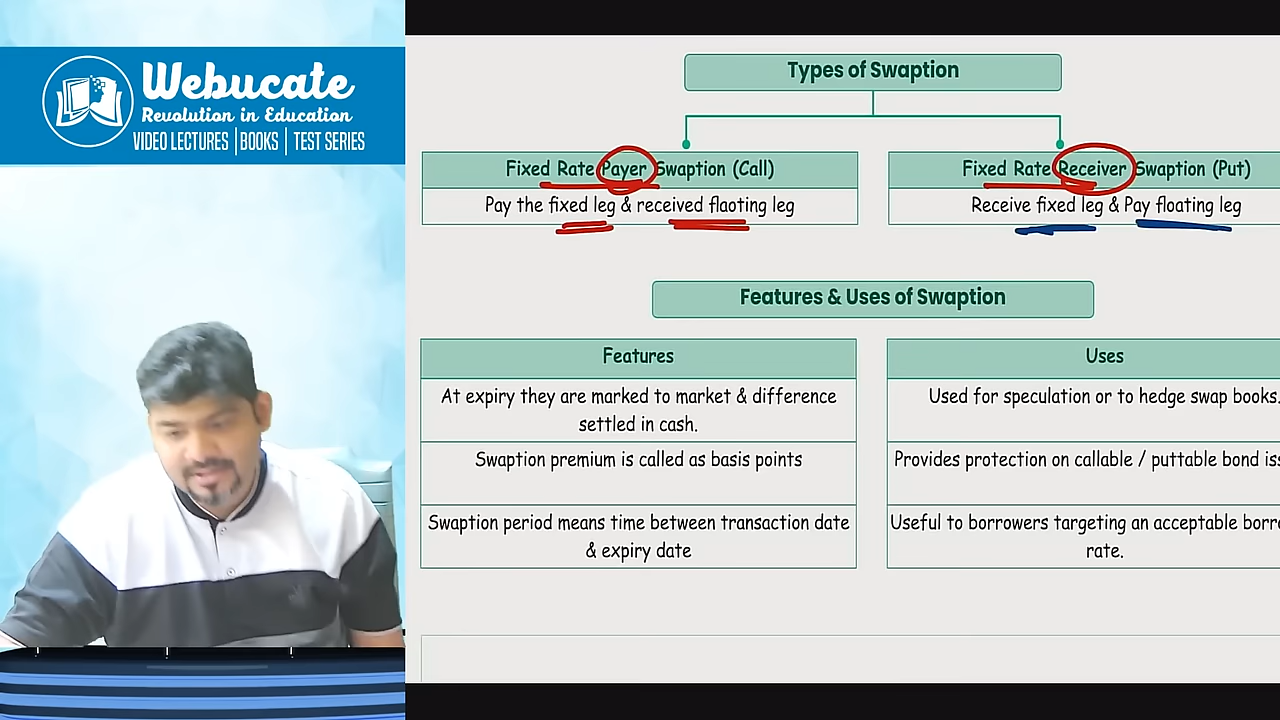 Webucate
Revolution in Education
VIDEO LECTURES | BOOKS | TEST SERIES
Types of Swaption
Fixed Rate Payer Swaption (Call)
Pay the fixed leg & received flaoting leg
Fixed Rate Receiver Swaption (Put)
Receive fixed leg & Pay floating leg
Features & Uses of Swaption
Features
At expiry they are marked to market & difference
settled in cash.
Swaption premium is called as basis points
Swaption period means time between transaction date
& expiry date
Uses
Used for speculation or to hedge swap books.
Provides protection on callable / puttable bond
Useful to borrowers targeting an acceptable
rate.